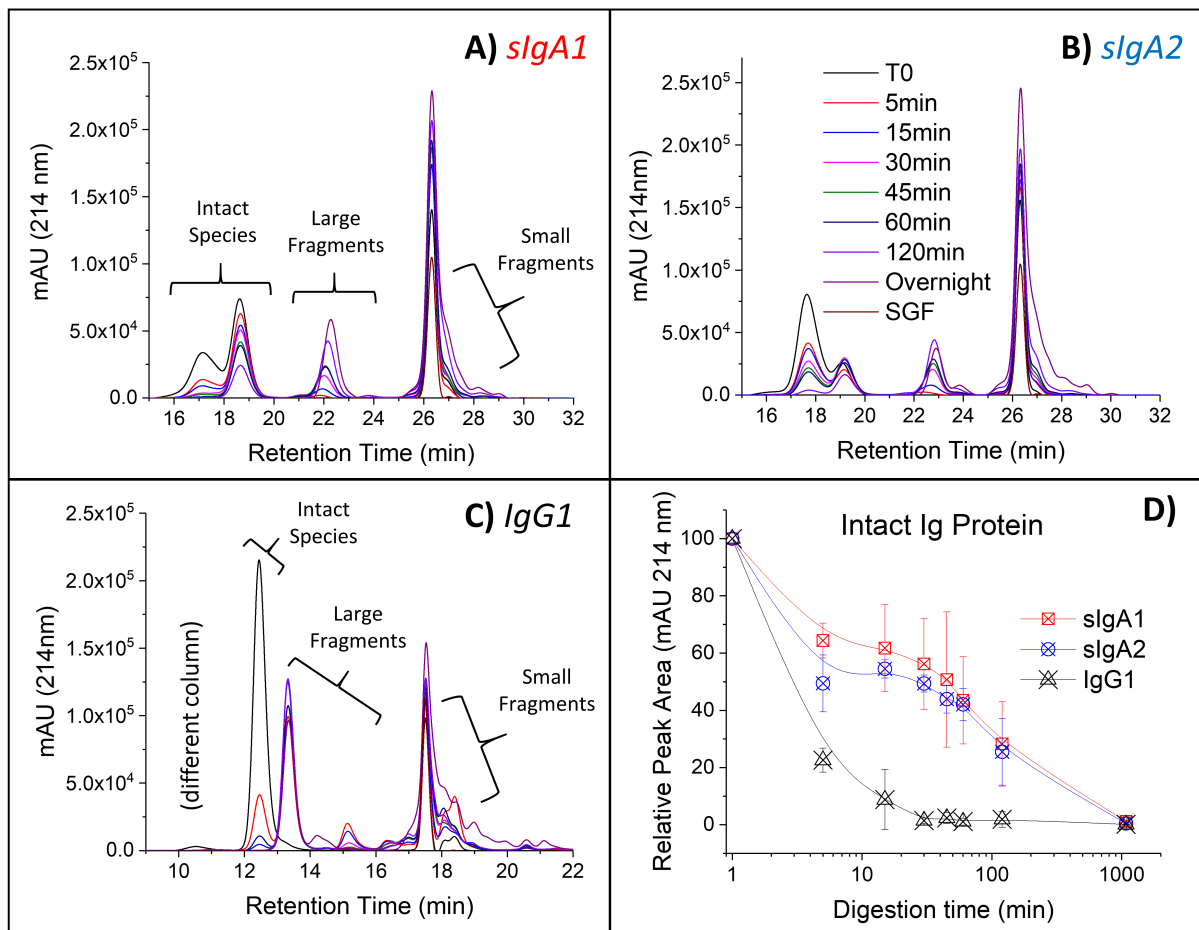 A) sIgA1
2.5x10⁵
2.0x10⁵
1.5x10⁵
1.0x10⁵
5.0x10⁴
0.0
mAU (214 nm)
Intact
Species
Large
Fragments
Small
Fragments
16 18 20 22 24 26 28 30 32
Retention Time (min)
B) sIgA2
2.5x10⁵
2.0x10⁵
1.5x10⁵
1.0x10⁵
5.0x10⁴
0.0
mAU (214nm)
T0
5min
15min
30min
45min
60min
120min
Overnight
SGF
16 18 20 22 24 26 28 30 32
Retention Time (min)
C) IgG1
2.5x10⁵
2.0x10⁵
1.5x10⁵
1.0x10⁵
5.0x10⁴
0.0
mAU (214nm)
(different column)
Intact
Species
Large
Fragments
Small
Fragments
10 12 14 16 18 20 22
Retention Time (min)
D)
Intact Ig Protein
100
80
60
40
20
0
Relative Peak Area (mAU 214 nm)
sIgA1
sIgA2
IgG1
1 10 100 1000
Digestion time (min)